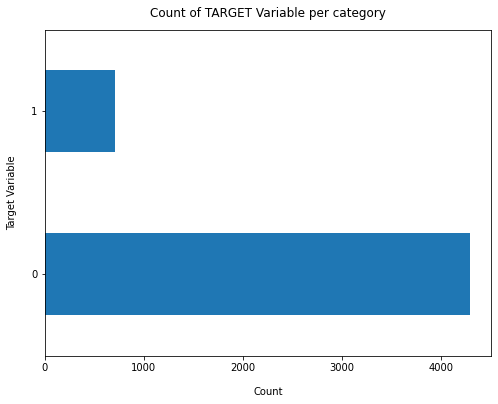 Count of TARGET Variable per category
1
Target Variable
0
0 1000 2000 3000 4000
Count